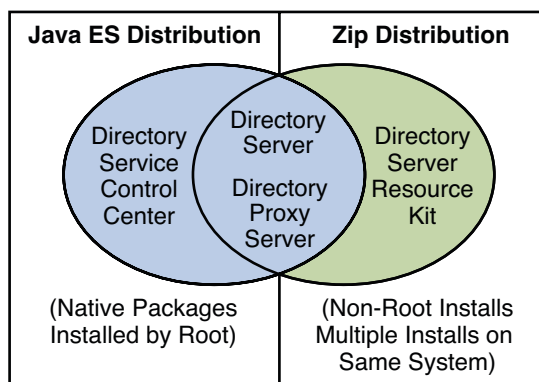 Java ES Distribution
Zip Distribution
Directory
Service
Control
Center
Directory
Server
Directory
Proxy
Server
Directory
Server
Resource
Kit
(Native Packages
Installed by Root)
(Non-Root Installs
Multiple Installs on
Same System)